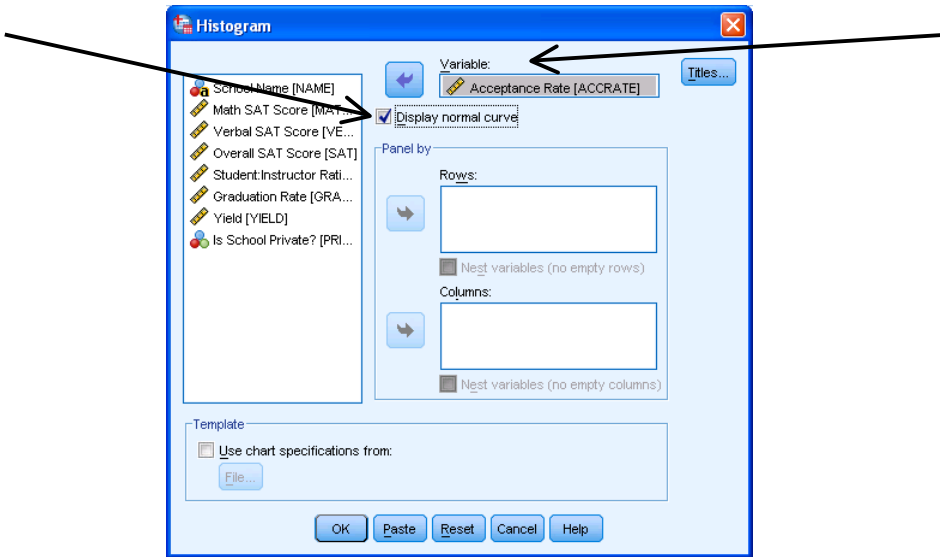 Histogram
Variable:
Titles...
Acceptance Rate [ACCRATE]
Display normal curve
School Name [NAME]
Math SAT Score [MAT...
Verbal SAT Score [VE...
Overall SAT Score [SAT]
Student:Instructor Rati...
Graduation Rate [GRA...
Yield [YIELD]
Is School Private? [PRI...
Panel by
Rows:
Nest variables (no empty rows)
Columns:
Nest variables (no empty columns)
Template
Use chart specifications from:
File...
OK Paste Reset Cancel Help